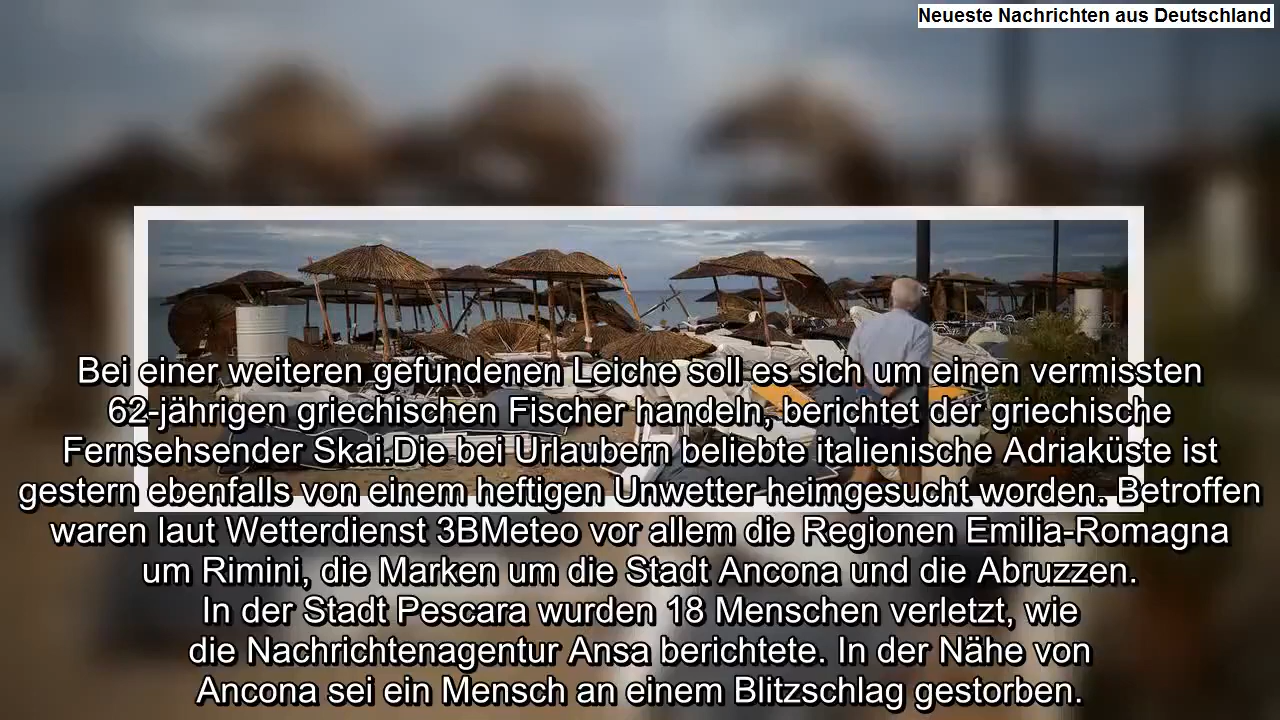 Neueste Nachrichten aus Deutschland
Bei einer weiteren gefundenen Leiche soll es sich um einen vermissten
62-jährigen griechischen Fischer handeln, berichtet der griechische
Fernsehsender Skai.Die bei Urlaubern beliebte italienische Adriaküste ist
gestern ebenfalls von einem heftigen Unwetter heimgesucht worden. Betroffen
waren laut Wetterdienst 3BMeteo vor allem die Regionen Emilia-Romagna
um Rimini, die Marken um die Stadt Ancona und die Abruzzen.
In der Stadt Pescara wurden 18 Menschen verletzt, wie
die Nachrichtenagentur Ansa berichtete. In der Nähe von
Ancona sei ein Mensch an einem Blitzschlag gestorben.